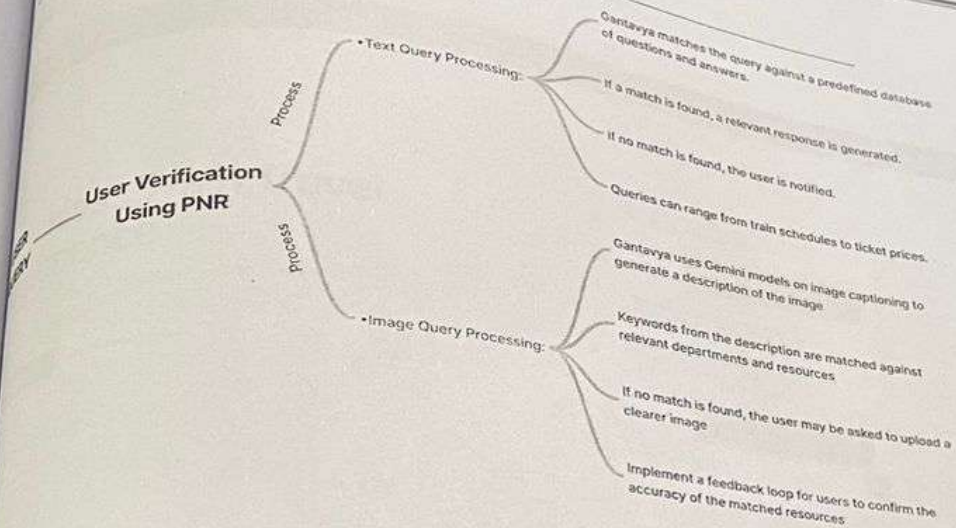 Process
•Text Query Processing:
Gantavya matches the query against a predefined database
of questions and answers.
If a match is found, a relevant response is generated.
If no match is found, the user is notified.
Queries can range from train schedules to ticket prices.
User Verification
Using PNR
Process
•Image Query Processing:
Gantavya uses Gemini models on image captioning to
generate a description of the image
Keywords from the description are matched against
relevant departments and resources
If no match is found, the user may be asked to upload a
clearer image
Implement a feedback loop for users to confirm the
accuracy of the matched resources